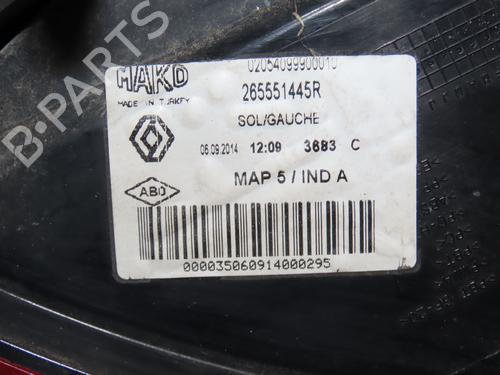 MAKO
02054099900010
MADE IN TURKEY
265551445R
SOL/GAUCHE
06.09.2014 12:09 3683 C
ABO
MAP 5 / IND A
000035060914000295
B-PARTS